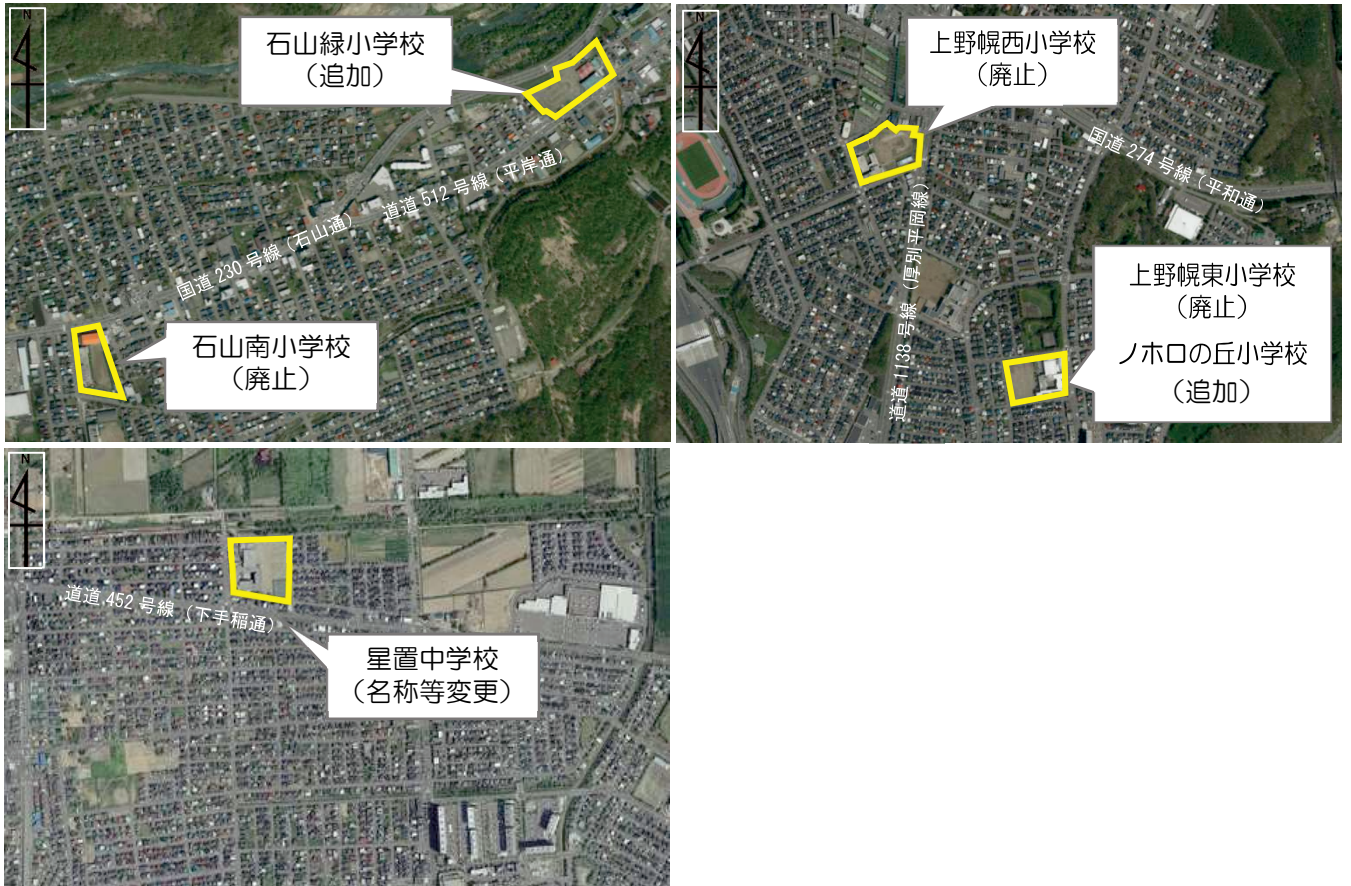 N
石山緑小学校
（追加）
国道 230 号線（石山通）
道道 512 号線（平岸通）
石山南小学校
（廃止）
N
上野幌西小学校
（廃止）
国道 274 号線（平和通）
道道 1138 号線（厚別平岡線）
上野幌東小学校
（廃止）
ノホロの丘小学校
（追加）
N
道道 452 号線（下手稲通）
星置中学校
（名称等変更）